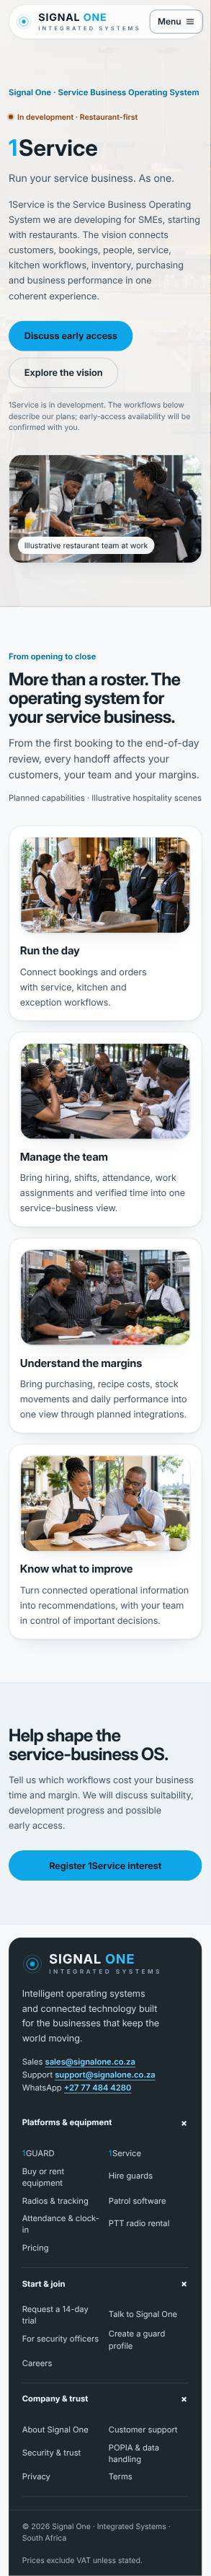 SIGNAL ONE
INTEGRATED SYSTEMS
Menu
Signal One · Service Business Operating System
In development · Restaurant-first
1Service
Run your service business. As one.
1Service is the Service Business Operating
System we are developing for SMEs, starting
with restaurants. The vision connects
customers, bookings, people, service,
kitchen workflows, inventory, purchasing
and business performance in one
coherent experience.
Discuss early access
Explore the vision
1Service is in development. The workflows below
describe our plans; early-access availability will be
confirmed with you.
Illustrative restaurant team at work
From opening to close
More than a roster. The
operating system for
your service business.
From the first booking to the end-of-day
review, every handoff affects your
customers, your team and your margins.
Planned capabilities · Illustrative hospitality scenes
Run the day
Connect bookings and orders
with service, kitchen and
exception workflows.
Manage the team
Bring hiring, shifts, attendance, work
assignments and verified time into one
service-business view.
Understand the margins
Bring purchasing, recipe costs, stock
movements and daily performance into
one view through planned integrations.
Know what to improve
Turn connected operational information
into recommendations, with your team
in control of important decisions.
Help shape the
service-business OS.
Tell us which workflows cost your business
time and margin. We will discuss suitability,
development progress and possible
early access.
Register 1Service interest
SIGNAL ONE
INTEGRATED SYSTEMS
Intelligent operating systems
and connected technology built
for the businesses that keep the
world moving.
Sales sales@signalone.co.za
Support support@signalone.co.za
WhatsApp +27 77 484 4280
Platforms & equipment ×
1GUARD
1Service
Buy or rent
equipment
Hire guards
Radios & tracking
Patrol software
Attendance & clock-
in
PTT radio rental
Pricing
Start & join ×
Request a 14-day
trial
Talk to Signal One
For security officers
Create a guard
profile
Careers
Company & trust ×
About Signal One
Customer support
Security & trust
POPIA & data
handling
Privacy
Terms
© 2026 Signal One · Integrated Systems ·
South Africa
Prices exclude VAT unless stated.